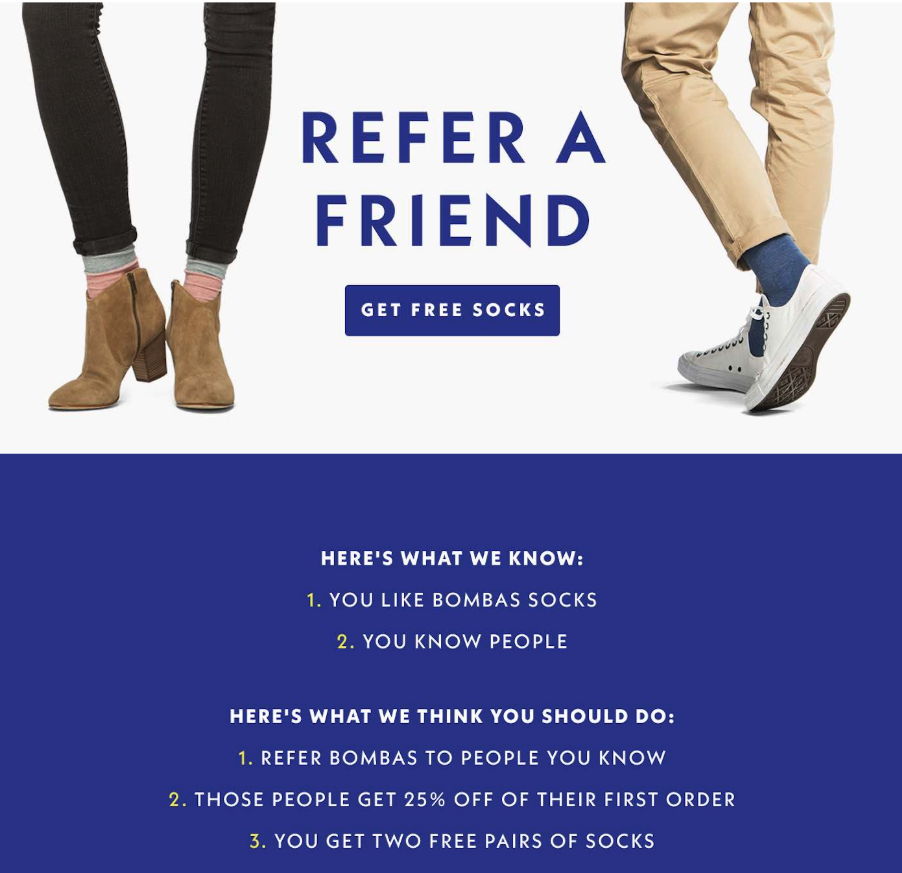 REFER A
FRIEND
GET FREE SOCKS
HERE'S WHAT WE KNOW:
1. YOU LIKE BOMBAS SOCKS
2. YOU KNOW PEOPLE
HERE'S WHAT WE THINK YOU SHOULD DO:
1. REFER BOMBAS TO PEOPLE YOU KNOW
2. THOSE PEOPLE GET 25% OFF OF THEIR FIRST ORDER
3. YOU GET TWO FREE PAIRS OF SOCKS